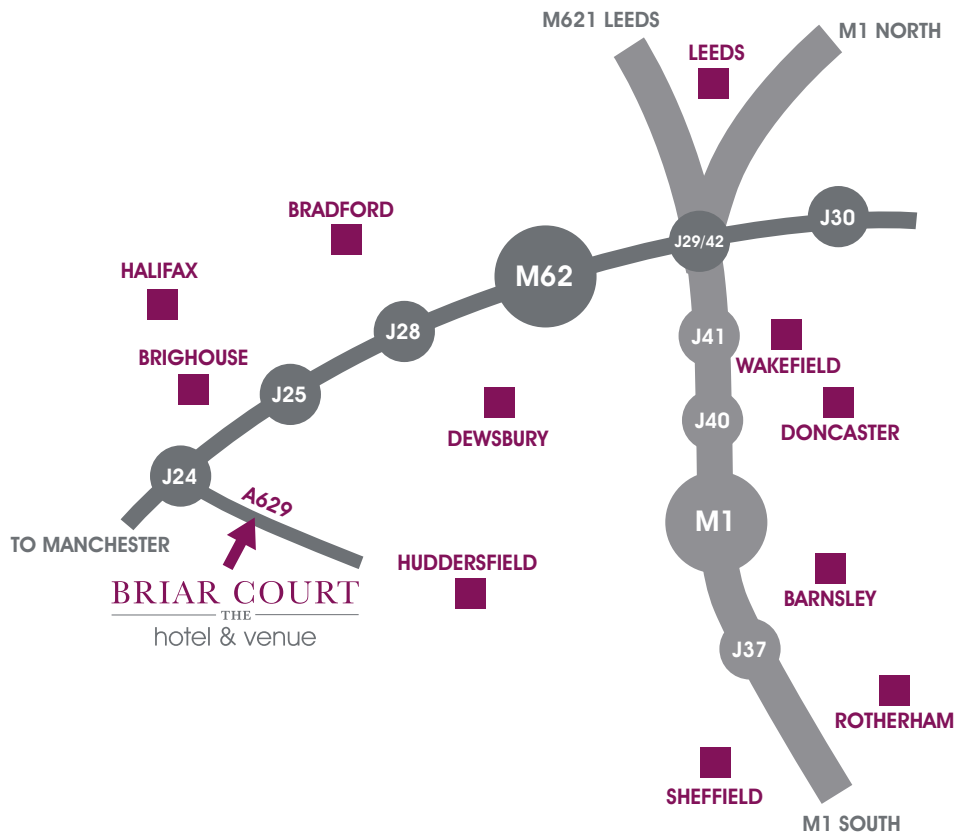 M621 LEEDS
M1 NORTH
LEEDS
BRADFORD
J30
J29/42
HALIFAX
M62
J28
J41
BRIGHOUSE
WAKEFIELD
J25
J40
DEWSBURY
DONCASTER
J24
A629
M1
TO MANCHESTER
HUDDERSFIELD
BRIAR COURT
THE
hotel & venue
BARNSLEY
J37
ROTHERHAM
SHEFFIELD
M1 SOUTH